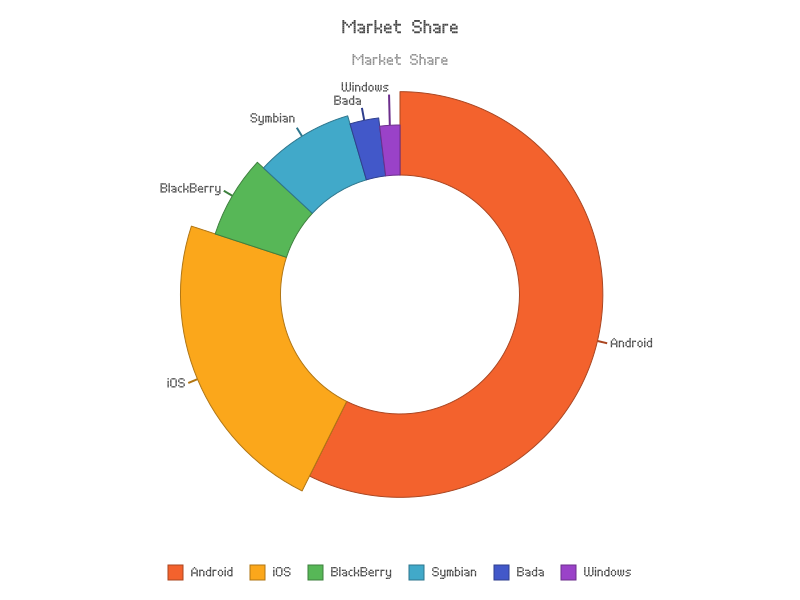 Market Share
Market Share
Windows
Bada
Symbian
BlackBerry
Android
iOS
Android iOS BlackBerry Symbian Bada Windows